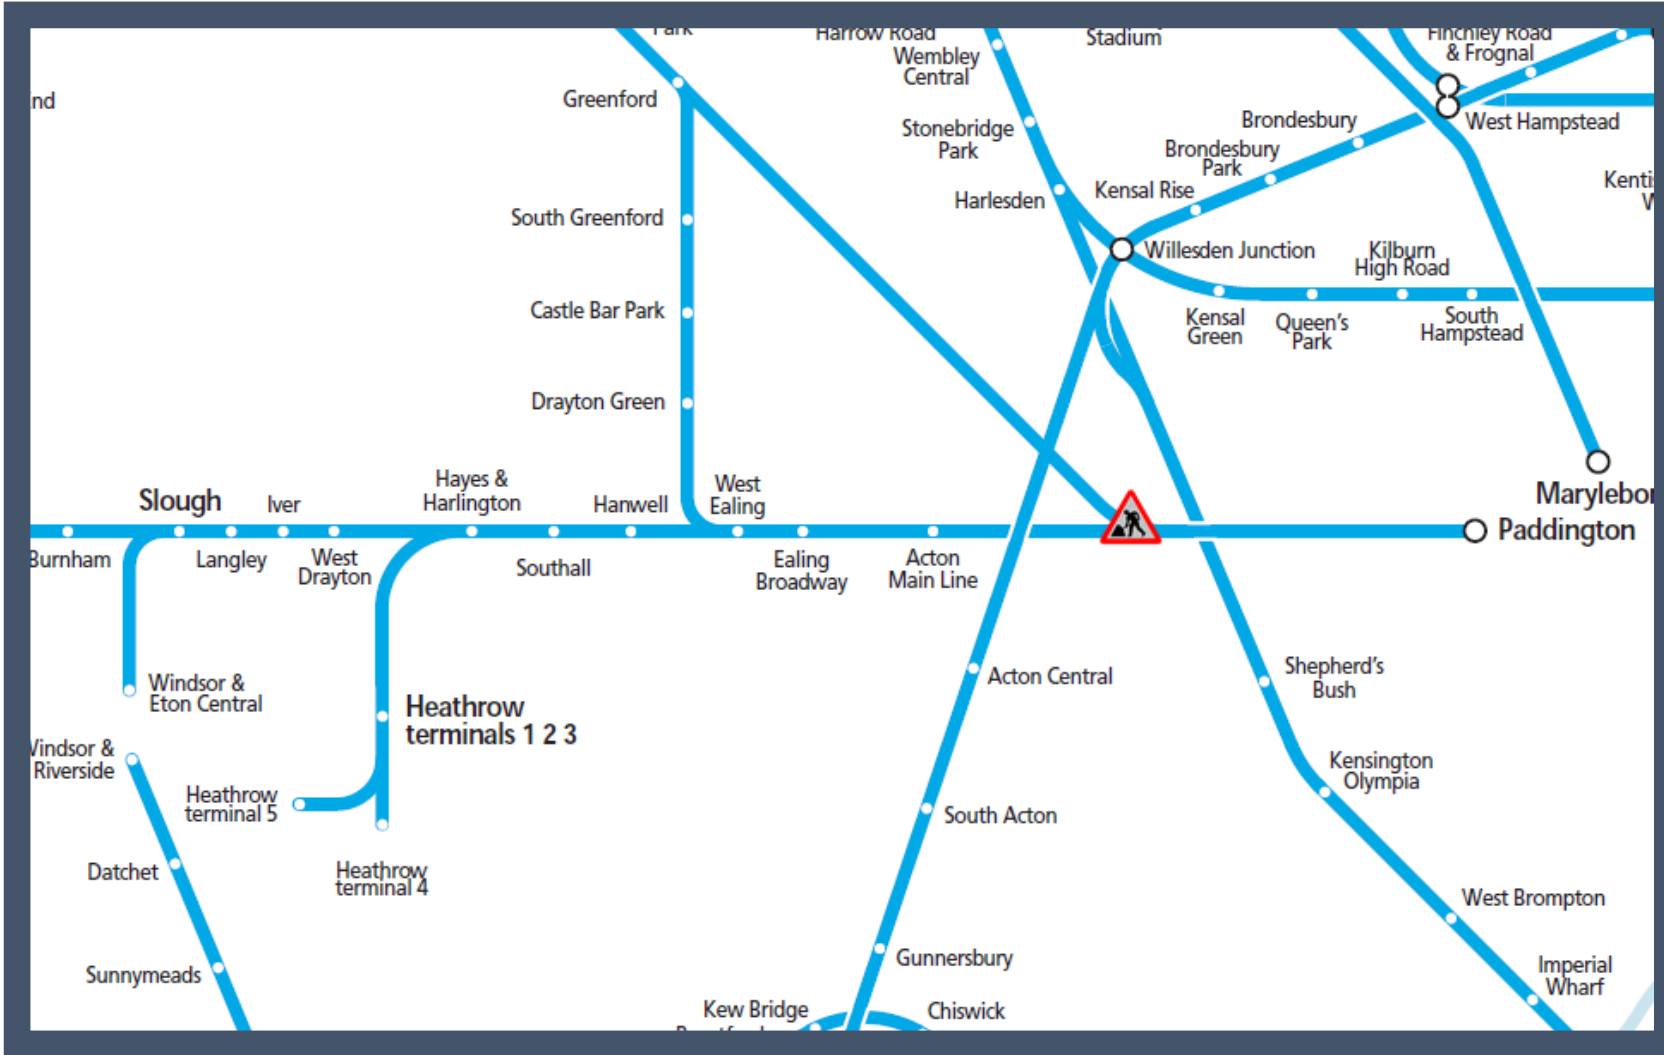 Park
Harrow Road
Wembley
Central
Stadium
Finchley Road
& Frognal
Greenford
West Hampstead
Stonebridge
Park
Brondesbury
Brondesbury
Park
Kensal Rise
Harlesden
South Greenford
Willesden Junction
Kilburn
High Road
Castle Bar Park
Kensal
Green
Queen's
Park
South
Hampstead
Drayton Green
Slough
Iver
Hayes &
Harlington
Hanwell
West
Ealing
Paddington
Burnham
Langley
West
Drayton
Southall
Ealing
Broadway
Acton
Main Line
Windsor &
Eton Central
Heathrow
terminals 1 2 3
Acton Central
Shepherd's
Bush
Windsor &
Riverside
Heathrow
terminal 5
Kensington
Olympia
South Acton
Datchet
Heathrow
terminal 4
West Brompton
Sunnymeads
Gunnersbury
Imperial
Wharf
Kew Bridge
Chiswick